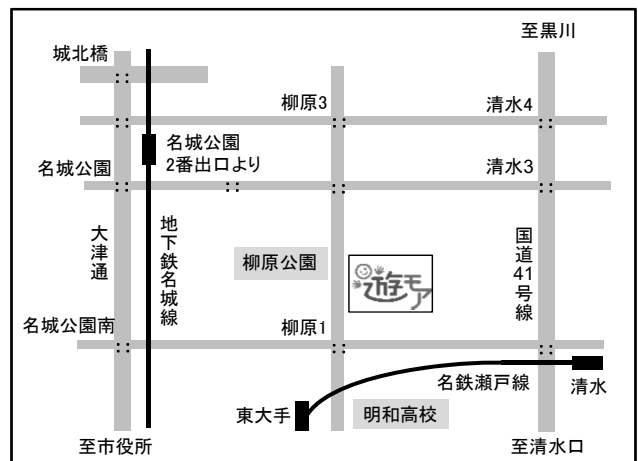 至黒川
城北橋
柳原3
清水4
名城公園
2番出口より
名城公園
清水3
大津通
地下鉄名城線
柳原公園
遊モア
国道41号線
名城公園南
柳原1
名鉄瀬戸線
清水
東大手
明和高校
至市役所
至清水口